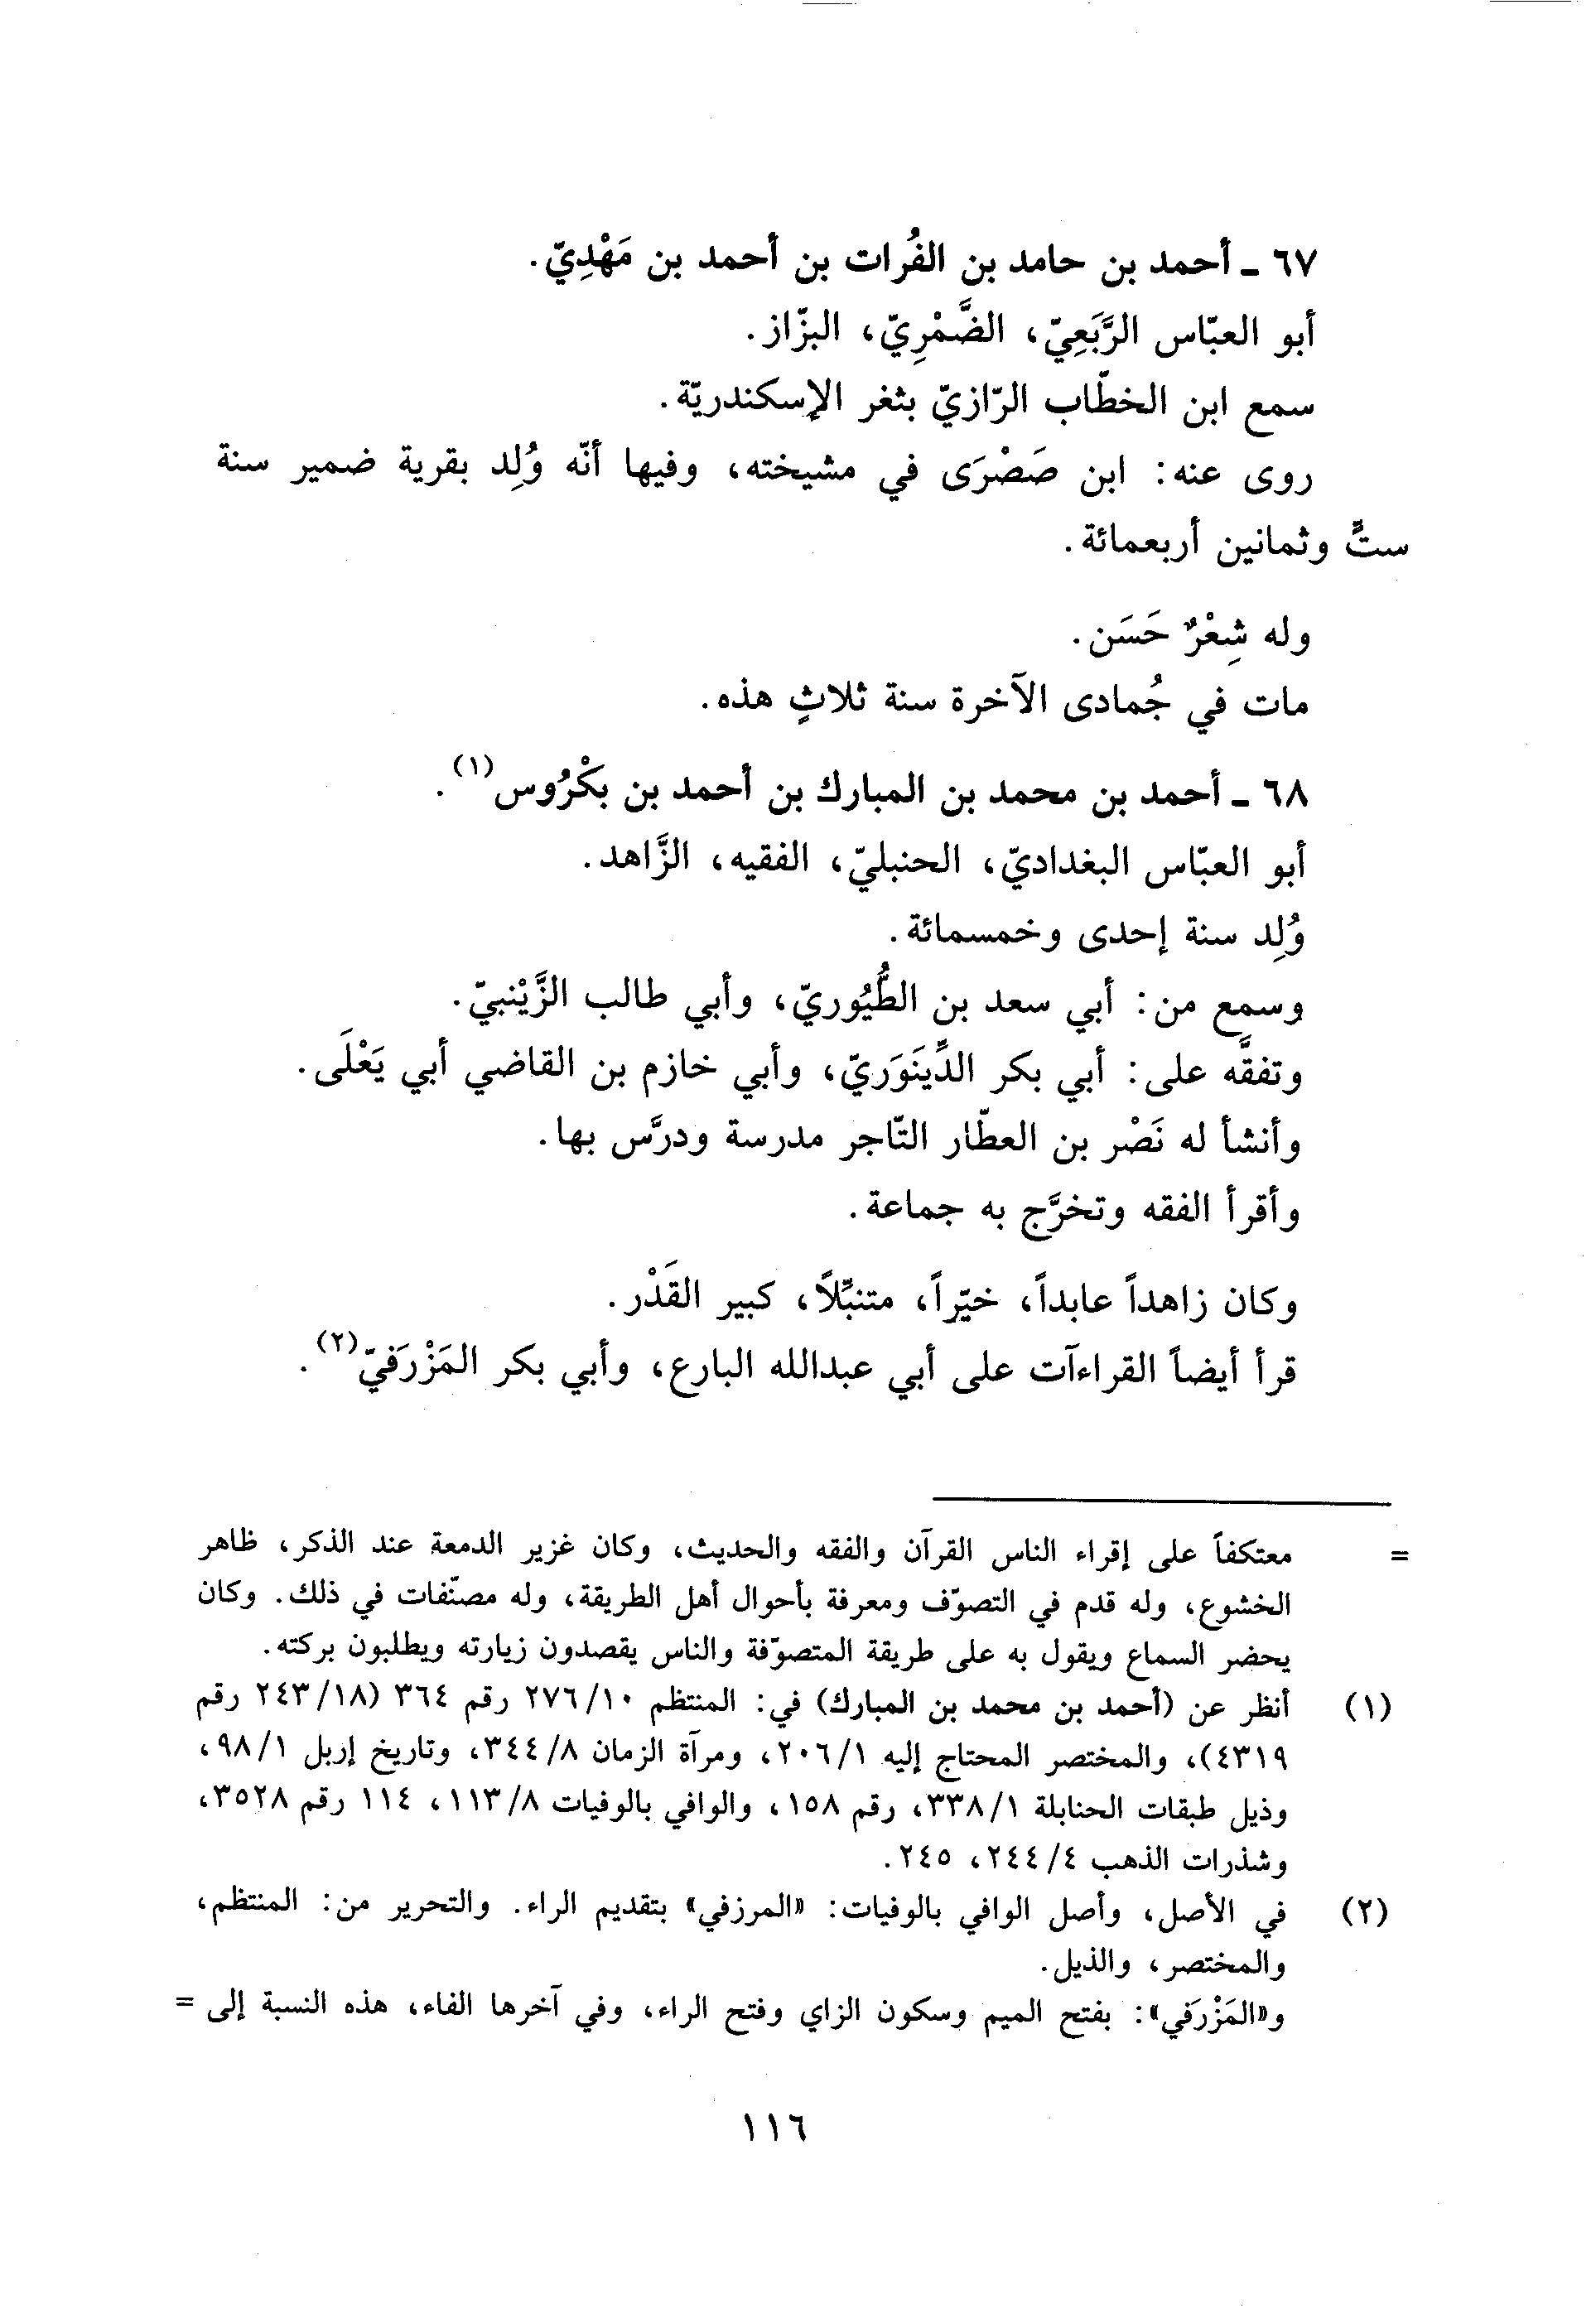 ٦٧ ـ أحمد بن حامد بن الفُرات بن أحمد بن مَهْدِيّ.
أبو العبّاس الرَّبَعِيّ، الضَّمْرِيّ، البزّاز.
سمع ابن الخطّاب الرّازيّ بثغر الإسكندريّة.
روى عنه: ابن صَصْرَى في مشيخته، وفيها أنّه وُلِد بقرية ضمير سنة
ستٍّ وثمانين أربعمائة.
وله شِعْرٌ حَسَن.
مات في جُمادى الآخرة سنة ثلاثٍ هذه.
٦٨ ـ أحمد بن محمد بن المبارك بن أحمد بن بكْرُوس(١).
أبو العبّاس البغداديّ، الحنبليّ، الفقيه، الزَّاهد.
وُلِد سنة إحدى وخمسمائة.
وسمع من: أبي سعد بن الطُّيُوريّ، وأبي طالب الزَّيْنبيّ.
وتفقَّه على: أبي بكر الدِّينَوَريّ، وأبي خازم بن القاضي أبي يَعْلَى.
وأنشأ له نَصْر بن العطّار التّاجر مدرسة ودرَّس بها.
وأقرأ الفقه وتخرَّج به جماعة.
وكان زاهداً عابداً، خيّراً، متنبِّلاً، كبير القَدْر.
قرأ أيضاً القراءآت على أبي عبدالله البارع، وأبي بكر المَزْرَفيّ(٢).
= معتكفاً على إقراء الناس القرآن والفقه والحديث، وكان غزير الدمعة عند الذكر، ظاهر
الخشوع، وله قدم في التصوّف ومعرفة بأحوال أهل الطريقة، وله مصنّفات في ذلك. وكان
يحضر السماع ويقول به على طريقة المتصوّفة والناس يقصدون زيارته ويطلبون بركته.
(١) أنظر عن (أحمد بن محمد بن المبارك) في: المنتظم ٢٧٦/١٠ رقم ٣٦٤ (٢٤٣/١٨ رقم
٤٣١٩)، والمختصر المحتاج إليه ٢٠٦/١، ومرآة الزمان ٣٤٤/٨، وتاريخ إربل ٩٨/١،
وذيل طبقات الحنابلة ٣٣٨/١، رقم ١٥٨، والوافي بالوفيات ١١٣/٨، ١١٤ رقم ٣٥٢٨،
وشذرات الذهب ٢٤٤/٤، ٢٤٥.
(٢) في الأصل، وأصل الوافي بالوفيات: «المرزفي» بتقديم الراء. والتحرير من: المنتظم،
والمختصر، والذيل.
و«المَزْرَفي»: بفتح الميم وسكون الزاي وفتح الراء، وفي آخرها الفاء، هذه النسبة إلى =
١١٦